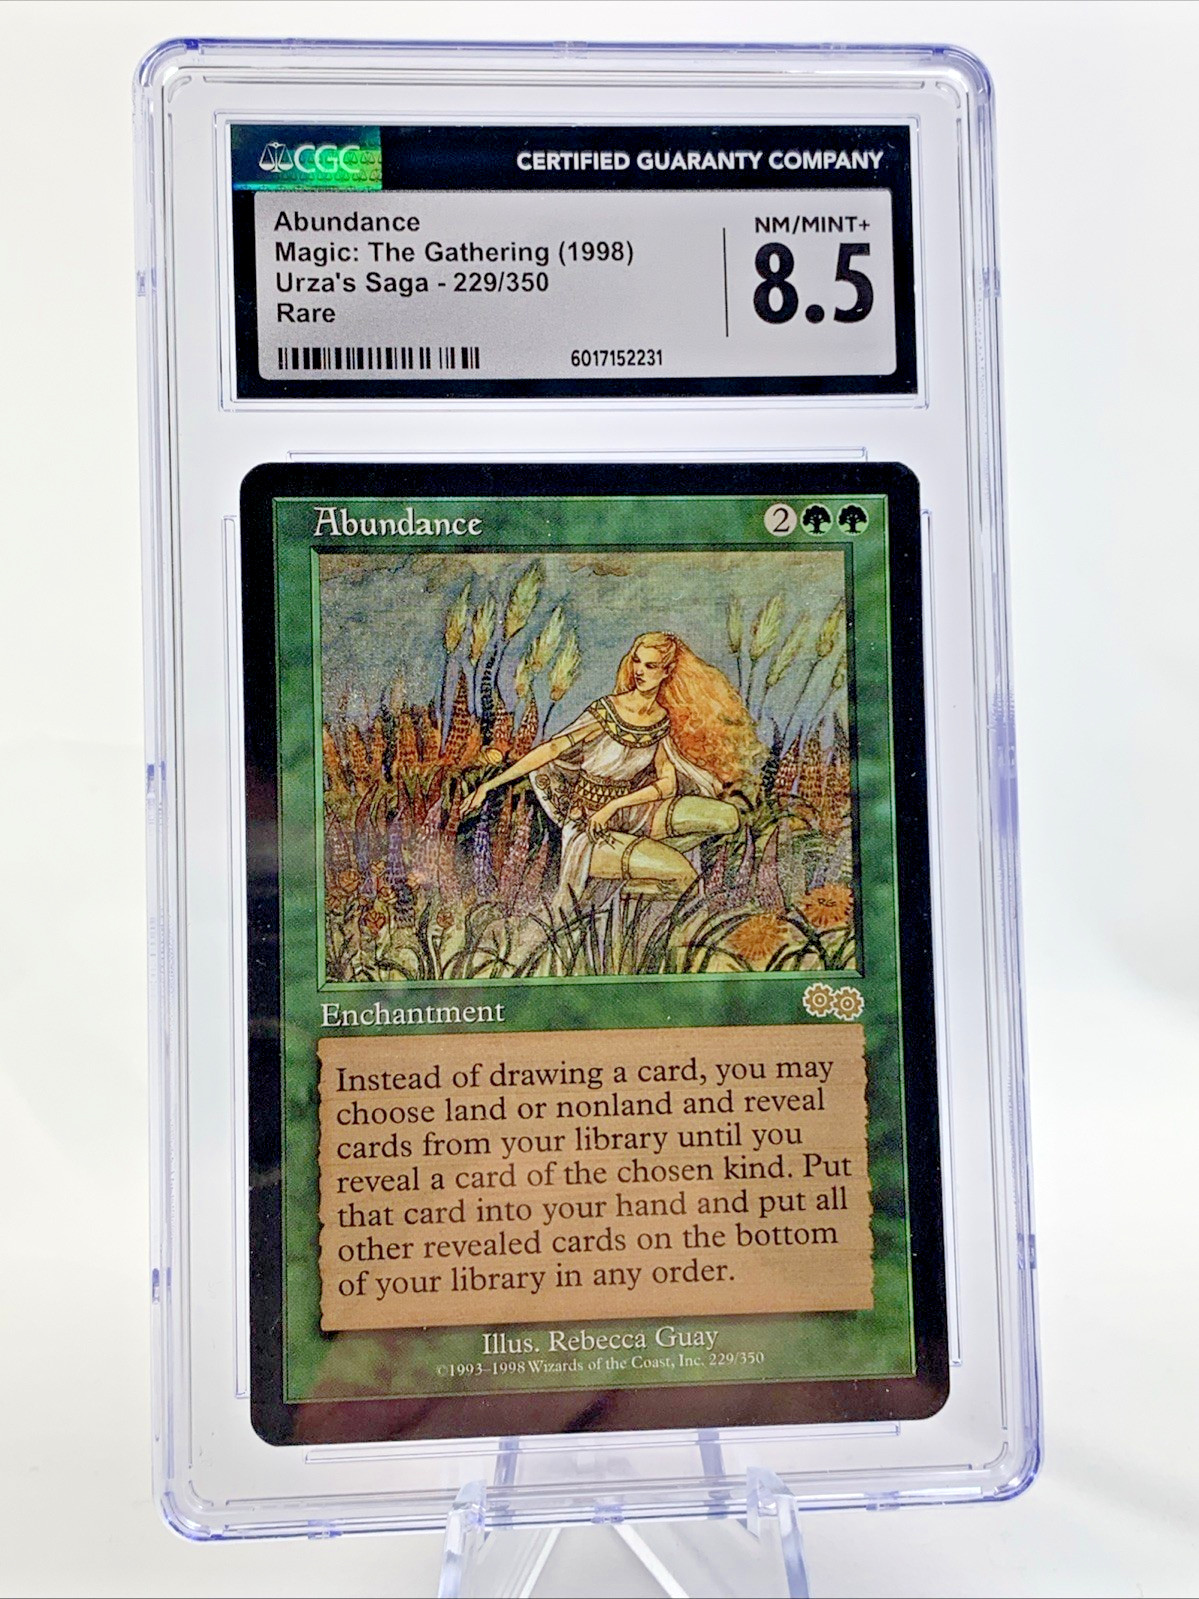 CGC
CERTIFIED GUARANTY COMPANY
Abundance
Magic: The Gathering (1998)
Urza's Saga - 229/350
Rare
NM/MINT+
8.5
6017152231
Abundance
2
Enchantment
Instead of drawing a card, you may
choose land or nonland and reveal
cards from your library until you
reveal a card of the chosen kind. Put
that card into your hand and put all
other revealed cards on the bottom
of your library in any order.
Illus. Rebecca Guay
©1993–1998 Wizards of the Coast, Inc. 229/350
RG